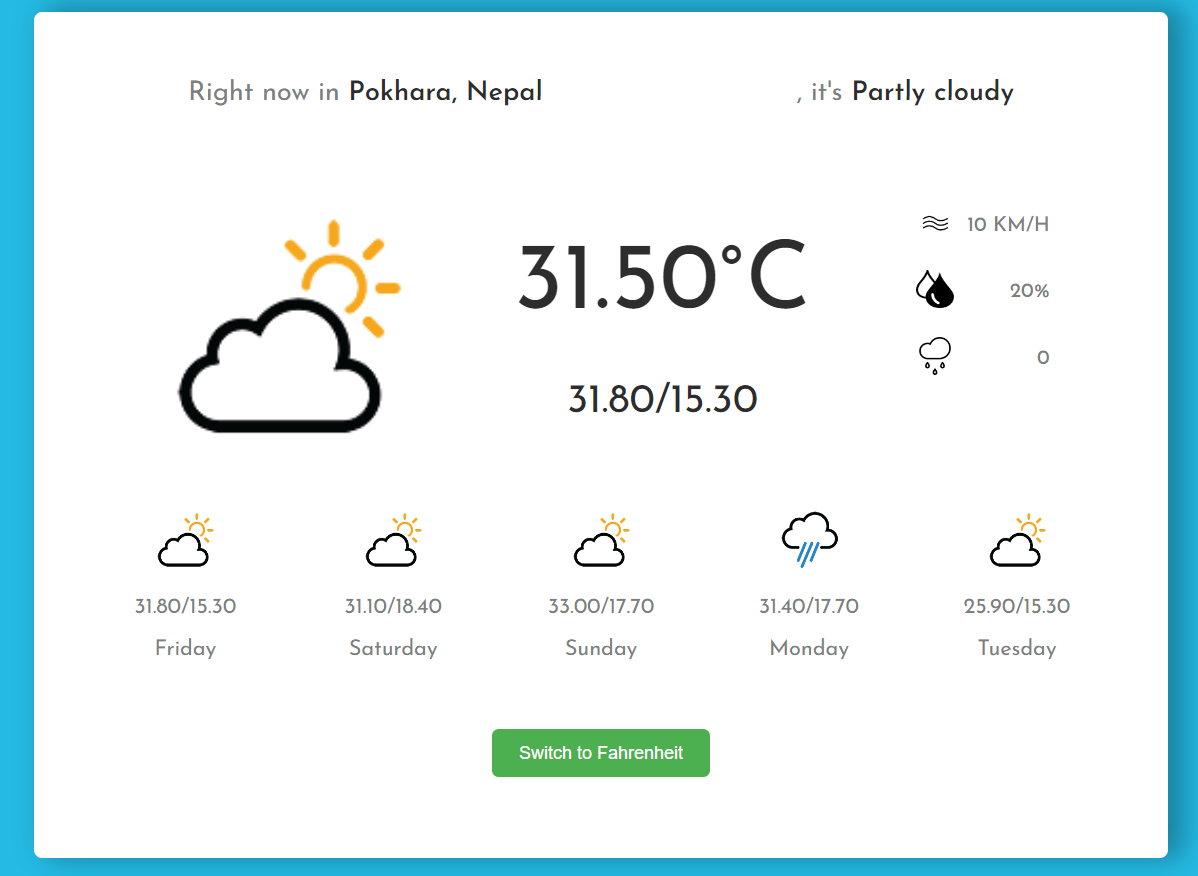 Right now in Pokhara, Nepal , it's Partly cloudy
10 KM/H
31.50°C
20%
0
31.80/15.30
31.80/15.30 31.10/18.40 33.00/17.70 31.40/17.70 25.90/15.30
Friday Saturday Sunday Monday Tuesday
Switch to Fahrenheit